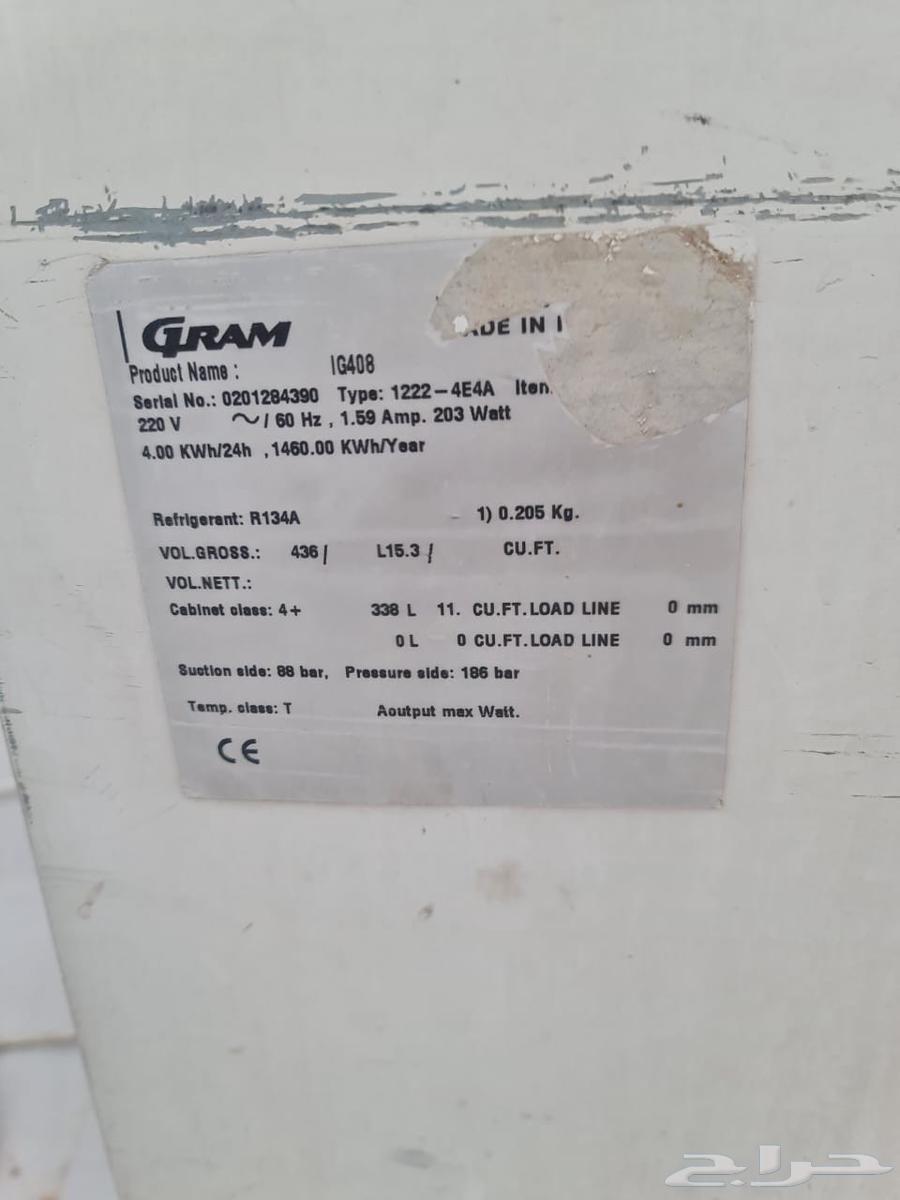 GRAM
ADE IN
Product Name : IG408
Serial No.: 0201284390 Type: 1222-4E4A
220 V ~/ 60 Hz , 1.59 Amp. 203 Watt
4.00 KWh/24h ,1460.00 KWh/Year
Refrigerant: R134A - 1) 0.205 Kg.
VOL.GROSS.: 436/ L15.3/ CU.FT.
VOL.NETT.:
Cabinet class: 4+ 338 L 11. CU.FT.LOAD LINE 0 mm
0 L 0 CU.FT.LOAD LINE 0 mm
Suction side: 88 bar, Pressure side: 186 bar
Temp. class: T Aoutput max Watt.
CE
حراج